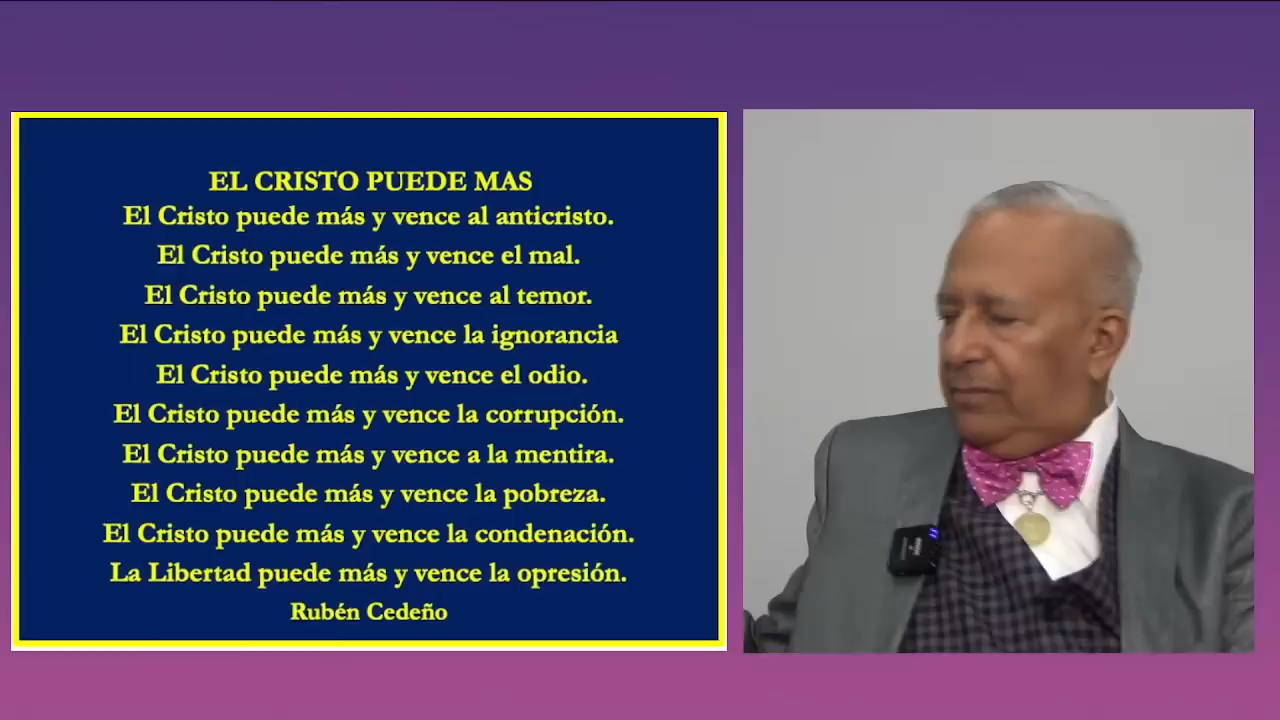 EL CRISTO PUEDE MAS
El Cristo puede más y vence al anticristo.
El Cristo puede más y vence el mal.
El Cristo puede más y vence al temor.
El Cristo puede más y vence la ignorancia
El Cristo puede más y vence el odio.
El Cristo puede más y vence la corrupción.
El Cristo puede más y vence a la mentira.
El Cristo puede más y vence la pobreza.
El Cristo puede más y vence la condenación.
La Libertad puede más y vence la opresión.
Rubén Cedeño